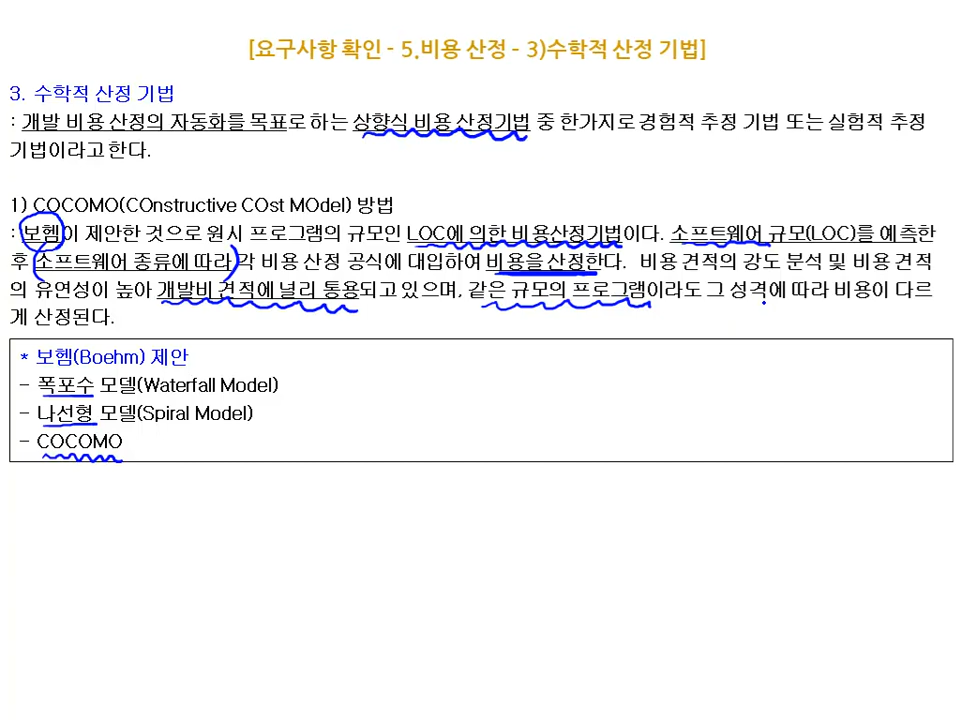 [요구사항 확인 - 5.비용 산정 - 3)수학적 산정 기법]
3. 수학적 산정 기법
: 개발 비용 산정의 자동화를 목표로 하는 상향식 비용 산정기법 중 한가지로 경험적 추정 기법 또는 실험적 추정
기법이라고 한다.
1) COCOMO(COnstructive COst MOdel) 방법
: 보헴이 제안한 것으로 원시 프로그램의 규모인 LOC에 의한 비용산정기법이다. 소프트웨어 규모(LOC)를 예측한
후 소프트웨어 종류에 따라 각 비용 산정 공식에 대입하여 비용을 산정한다. 비용 견적의 강도 분석 및 비용 견적
의 유연성이 높아 개발비 견적에 널리 통용되고 있으며, 같은 규모의 프로그램이라도 그 성격에 따라 비용이 다르
게 산정된다.
* 보헴(Boehm) 제안
- 폭포수 모델(Waterfall Model)
- 나선형 모델(Spiral Model)
- COCOMO